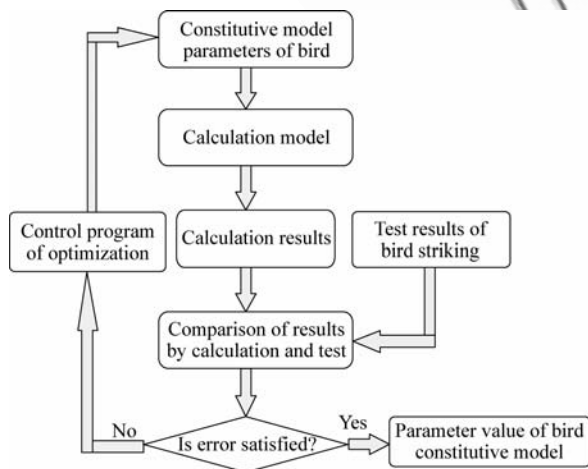 Constitutive model
parameters of bird
Calculation model
Control program
of optimization
Calculation results
Test results of
bird striking
Comparison of results
by calculation and test
No
Is error satisfied?
Yes
Parameter value of bird
constitutive model